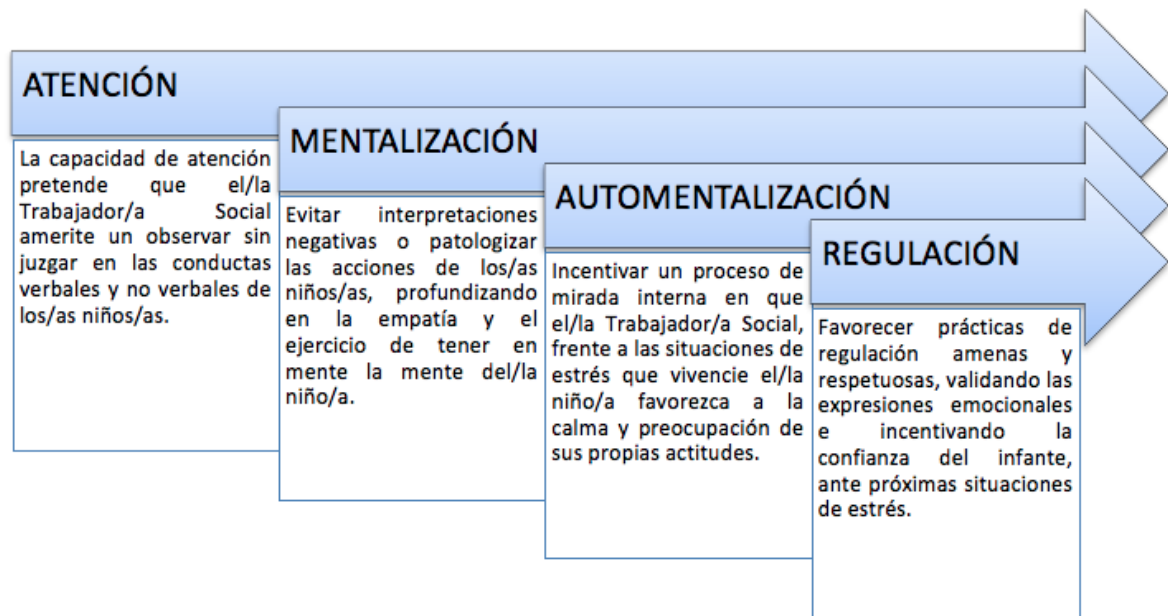 ATENCIÓN
La capacidad de atención
pretende que el/la
Trabajador/a Social
amerite un observar sin
juzgar en las conductas
verbales y no verbales de
los/as niños/as.
MENTALIZACIÓN
Evitar interpretaciones
negativas o patologizar
las acciones de los/as
niños/as, profundizando
en la empatía y el
ejercicio de tener en
mente la mente del/la
niño/a.
AUTOMENTALIZACIÓN
Incentivar un proceso de
mirada interna en que
el/la Trabajador/a Social,
frente a las situaciones de
estrés que vivencie el/la
niño/a favorezca a la
calma y preocupación de
sus propias actitudes.
REGULACIÓN
Favorecer prácticas de
regulación amenas y
respetuosas, validando las
expresiones emocionales
e incentivando la
confianza del infante,
ante próximas situaciones
de estrés.